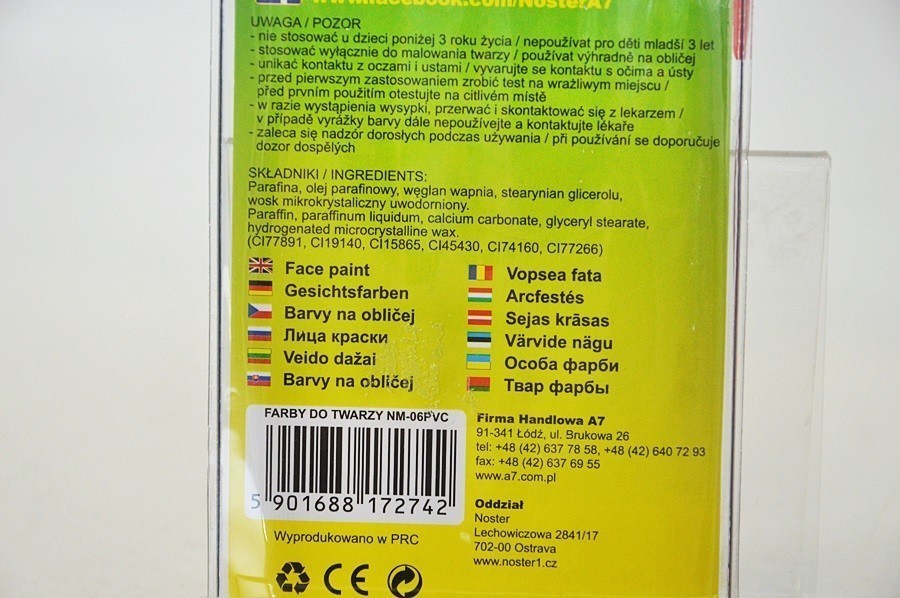 www.facebook.com/NosterA7
UWAGA / POZOR
- nie stosować u dzieci poniżej 3 roku życia / nepoužívat pro děti mladší 3 let
- stosować wyłącznie do malowania twarzy / používat výhradně na obličej
- unikać kontaktu z oczami i ustami / vyvarujte se kontaktu s očima a ústy
- przed pierwszym zastosowaniem zrobić test na wrażliwym miejscu /
před prvním použitím otestujte na citlivém místě
- w razie wystąpienia wysypki, przerwać i skontaktować się z lekarzem /
v případě vyrážky barvy dále nepoužívejte a kontaktujte lékaře
- zaleca się nadzór dorosłych podczas używania / při používání se doporučuje
dozor dospělých
SKŁADNIKI / INGREDIENTS:
Parafina, olej parafinowy, węglan wapnia, stearynian glicerolu,
wosk mikrokrystaliczny uwodorniony.
Paraffin, paraffinum liquidum, calcium carbonate, glyceryl stearate,
hydrogenated microcrystalline wax.
(CI77891, CI19140, CI15865, CI45430, CI74160, CI77266)
Face paint
Gesichtsfarben
Barvy na obličej
Лица краски
Veido dažai
Barvy na obličej
Vopsea fata
Arcfestés
Sejas krāsas
Värvide nägu
Особа фарби
Твар фарбы
FARBY DO TWARZY NM-06PVC
5 901688 172742
Wyprodukowano w PRC
CE
Firma Handlowa A7
91-341 Łódź, ul. Brukowa 26
tel: +48 (42) 637 78 58, +48 (42) 640 72 93
fax: +48 (42) 637 69 55
www.a7.com.pl
Oddział
Noster
Lechowiczowa 2841/17
702-00 Ostrava
www.noster1.cz